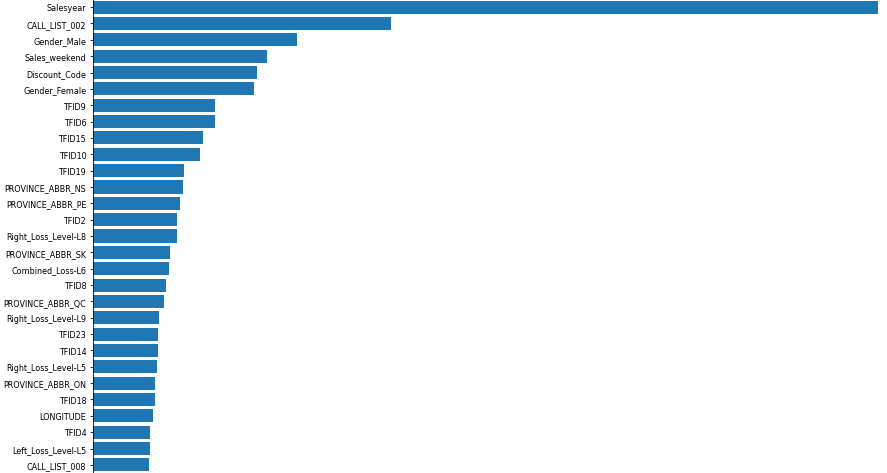 Salesyear
CALL_LIST_002
Gender_Male
Sales_weekend
Discount_Code
Gender_Female
TFID9
TFID6
TFID15
TFID10
TFID19
PROVINCE_ABBR_NS
PROVINCE_ABBR_PE
TFID2
Right_Loss_Level-L8
PROVINCE_ABBR_SK
Combined_Loss-L6
TFID8
PROVINCE_ABBR_QC
Right_Loss_Level-L9
TFID23
TFID14
Right_Loss_Level-L5
PROVINCE_ABBR_ON
TFID18
LONGITUDE
TFID4
Left_Loss_Level-L5
CALL_LIST_008